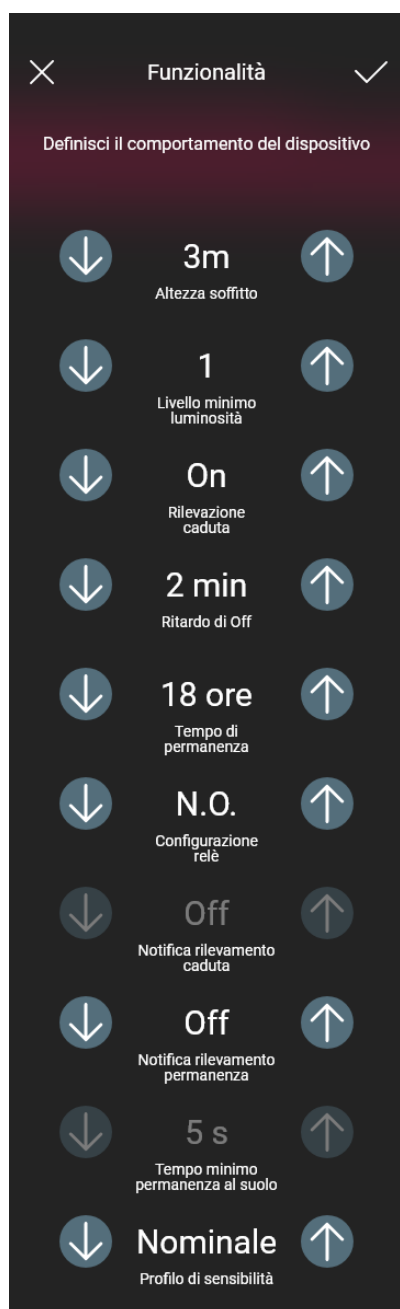 Funzionalità
Definisci il comportamento del dispositivo
3m
Altezza soffitto
1
Livello minimo
luminosità
On
Rilevazione
caduta
2 min
Ritardo di Off
18 ore
Tempo di
permanenza
N.O.
Configurazione
relè
Off
Notifica rilevamento
caduta
Off
Notifica rilevamento
permanenza
5 s
Tempo minimo
permanenza al suolo
Nominale
Profilo di sensibilità